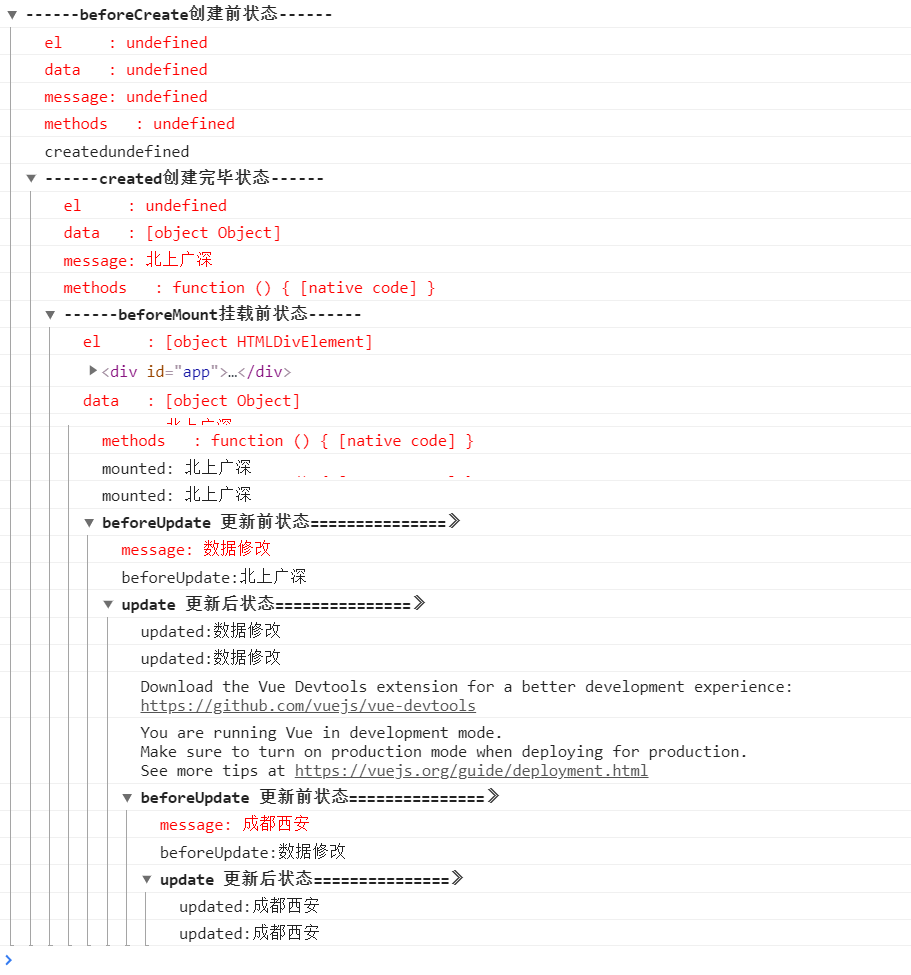 ------beforeCreate创建前状态------
el     : undefined
data   : undefined
message: undefined
methods   : undefined
createdundefined
------created创建完毕状态------
el     : undefined
data   : [object Object]
message: 北上广深
methods   : function () { [native code] }
------beforeMount挂载前状态------
el     : [object HTMLDivElement]
<div id="app">…</div>
data   : [object Object]
北上广深
methods   : function () { [native code] }
mounted: 北上广深
mounted: 北上广深
beforeUpdate 更新前状态===============》
message: 数据修改
beforeUpdate:北上广深
update 更新后状态===============》
updated:数据修改
updated:数据修改
Download the Vue Devtools extension for a better development experience:
https://github.com/vuejs/vue-devtools
You are running Vue in development mode.
Make sure to turn on production mode when deploying for production.
See more tips at https://vuejs.org/guide/deployment.html
beforeUpdate 更新前状态===============》
message: 成都西安
beforeUpdate:数据修改
update 更新后状态===============》
updated:成都西安
updated:成都西安